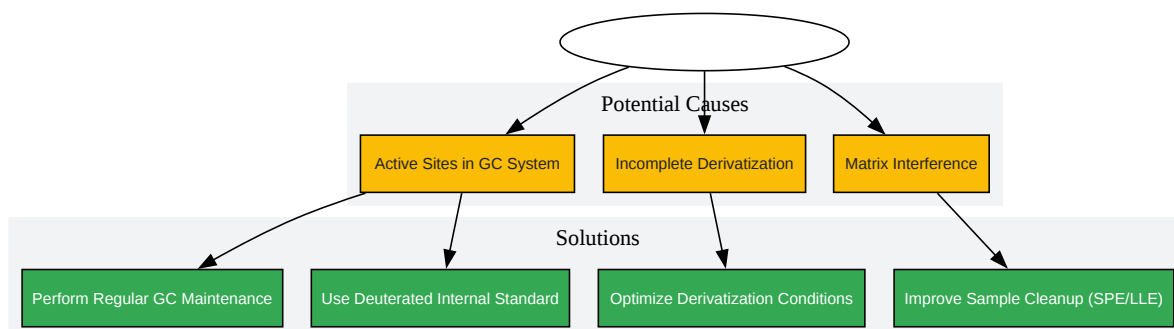 Potential Causes
Active Sites in GC System
Incomplete Derivatization
Matrix Interference
Solutions
Perform Regular GC Maintenance
Use Deuterated Internal Standard
Optimize Derivatization Conditions
Improve Sample Cleanup (SPE/LLE)